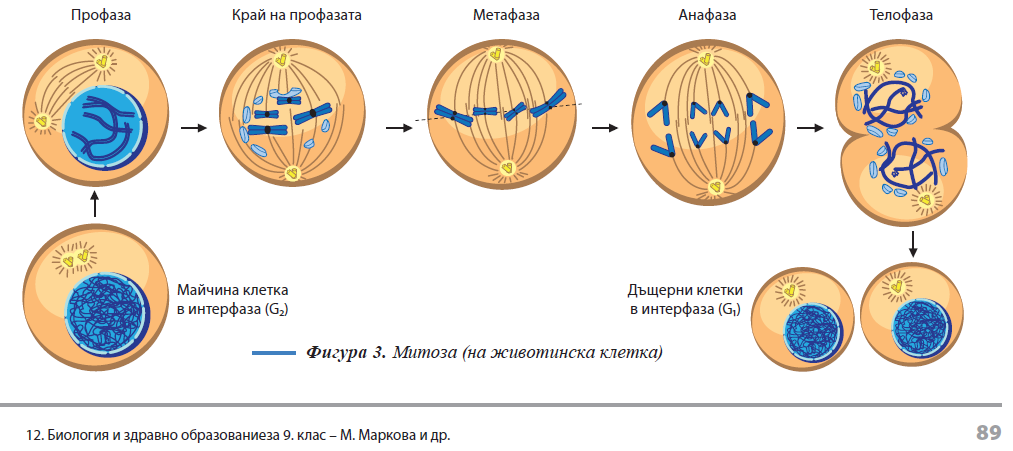 Профаза
Край на профазата
Метафаза
Анафаза
Телофаза
Майчина клетка
в интерфаза (G₂)
Дъщерни клетки
в интерфаза (G₁)
Фигура 3. Митоза (на животинска клетка)
12. Биология и здравно образованиеза 9. клас – М. Маркова и др.
89